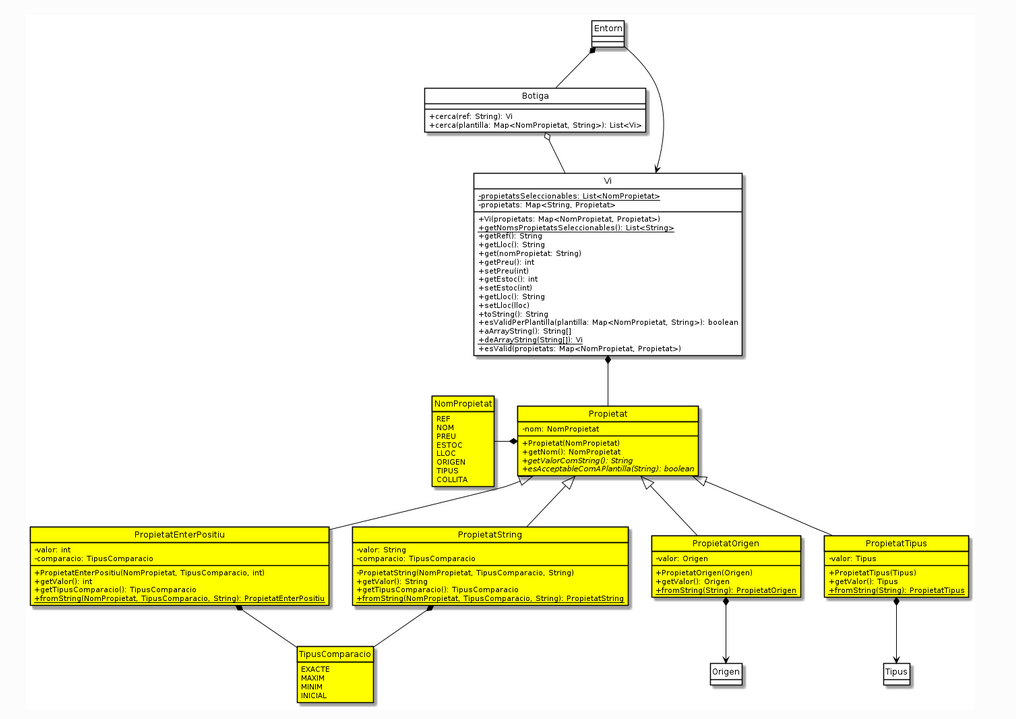 Entorn
Botiga
+cerca(ref: String): Vi
+cerca(plantilla: Map<NomPropietat, String>): List<Vi>
Vi
-propietatsSeleccionables: List<NomPropietat>
-propietats: Map<String, Propietat>
+Vi(propietats: Map<NomPropietat, Propietat>)
+getNomsPropietatsSeleccionables(): List<String>
+getRef(): String
+getLloc(): String
+get(nomPropietat: String)
+getPreu(): int
+setPreu(int)
+getEstoc(): int
+setEstoc(int)
+getLloc(): String
+setLloc(lloc)
+toString(): String
+esValidPerPlantilla(plantilla: Map<NomPropietat, String>): boolean
+aArrayString(): String[]
+deArrayString(String[]): Vi
+esValid(propietats: Map<NomPropietat, Propietat>)
NomPropietat
REF
NOM
PREU
ESTOC
LLOC
ORIGEN
TIPUS
COLLITA
Propietat
-nom: NomPropietat
+Propietat(NomPropietat)
+getNom(): NomPropietat
+getValorComString(): String
+esAcceptableComAPlantilla(String): boolean
PropietatEnterPositiu
-valor: int
-comparacio: TipusComparacio
+PropietatEnterPositiu(NomPropietat, TipusComparacio, int)
+getValor(): int
+getTipusComparacio(): TipusComparacio
+fromString(NomPropietat, TipusComparacio, String): PropietatEnterPositiu
PropietatString
-valor: String
-comparacio: TipusComparacio
-PropietatString(NomPropietat, TipusComparacio, String)
+getValor(): String
+getTipusComparacio(): TipusComparacio
+fromString(NomPropietat, TipusComparacio, String): PropietatString
PropietatOrigen
-valor: Origen
+PropietatOrigen(Origen)
+getValor(): Origen
+fromString(String): PropietatOrigen
PropietatTipus
-valor: Tipus
+PropietatTipus(Tipus)
+getValor(): Tipus
+fromString(String): PropietatTipus
TipusComparacio
EXACTE
MAXIM
MINIM
INICIAL
Origen
Tipus